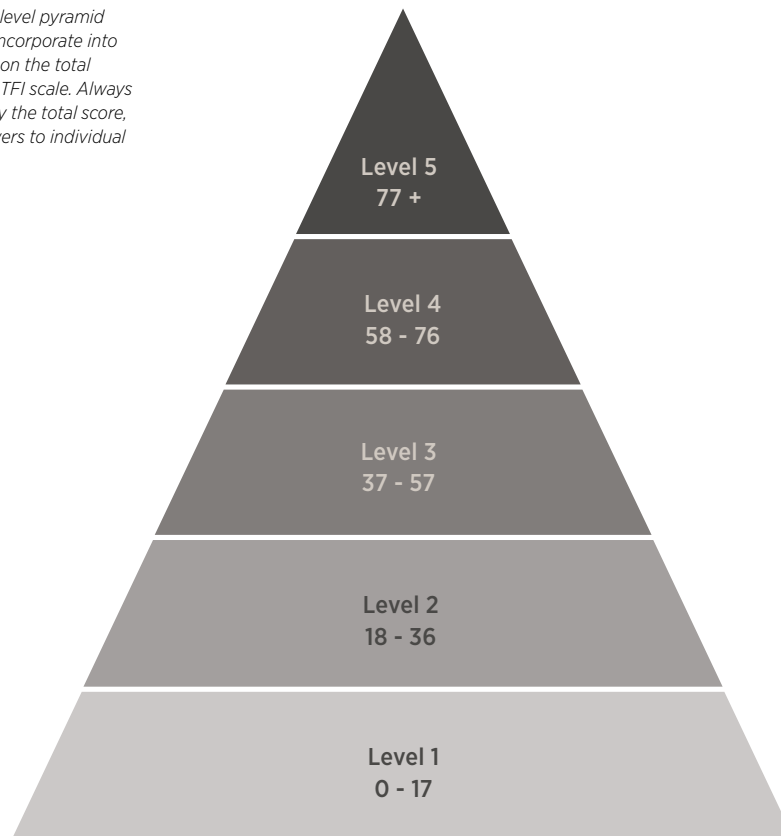 level pyramid
ncorporate into
on the total
TFI scale. Always
y the total score,
vers to individual
Level 5
77 +
Level 4
58 - 76
Level 3
37 - 57
Level 2
18 - 36
Level 1
0 - 17